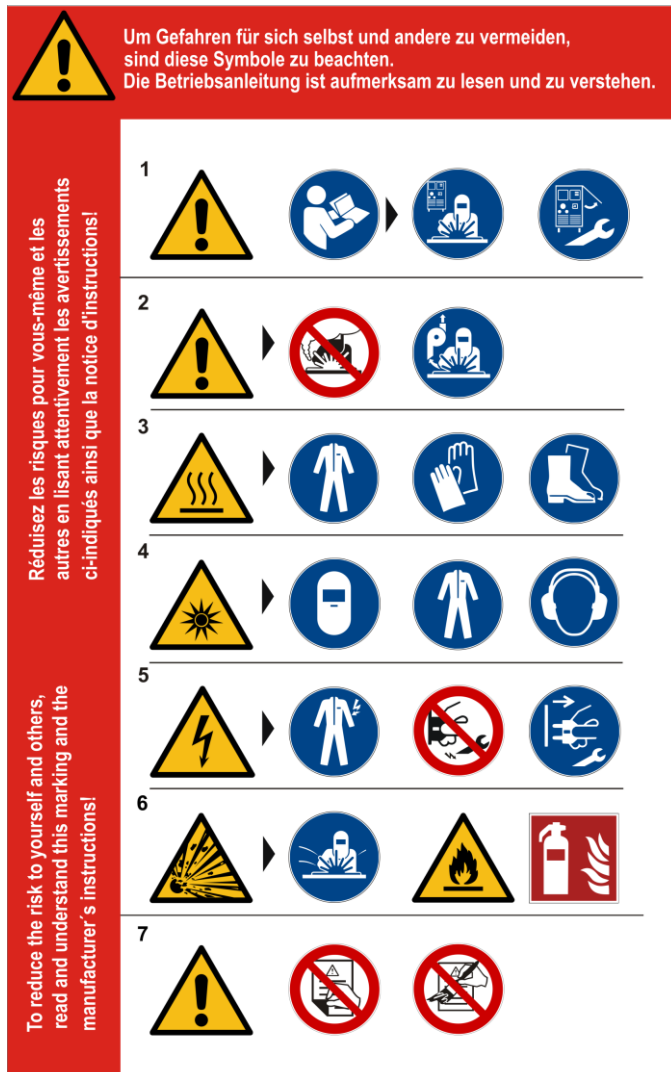 Um Gefahren für sich selbst und andere zu vermeiden,
sind diese Symbole zu beachten.
Die Betriebsanleitung ist aufmerksam zu lesen und zu verstehen.
Réduisez les risques pour vous-même et les
autres en lisant attentivement les avertissements
ci-indiqués ainsi que la notice d'instructions!
To reduce the risk to yourself and others,
read and understand this marking and the
manufacturer´s instructions!
1
2
3
4
5
6
7